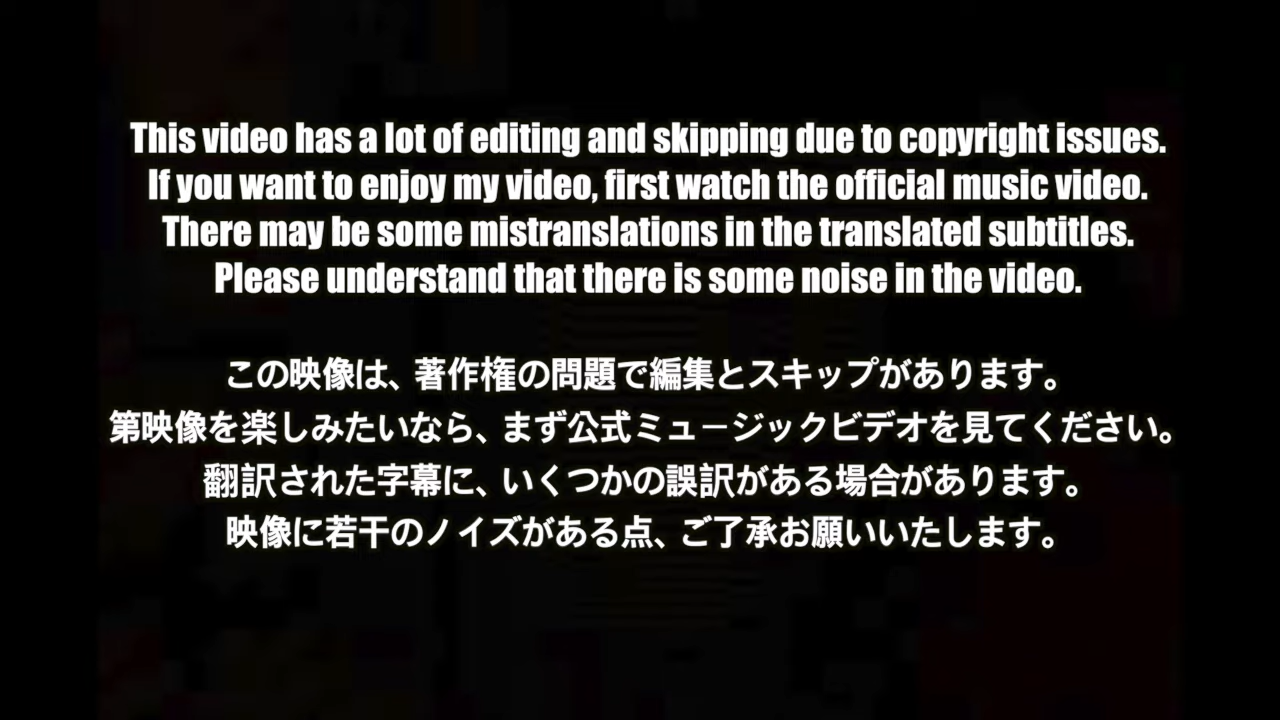 This video has a lot of editing and skipping due to copyright issues.
If you want to enjoy my video, first watch the official music video.
There may be some mistranslations in the translated subtitles.
Please understand that there is some noise in the video.
この映像は、著作権の問題で編集とスキップがあります。
第映像を楽しみたいなら、まず公式ミュージックビデオを見てください。
翻訳された字幕に、いくつかの誤訳がある場合があります。
映像に若干のノイズがある点、ご了承お願いいたします。